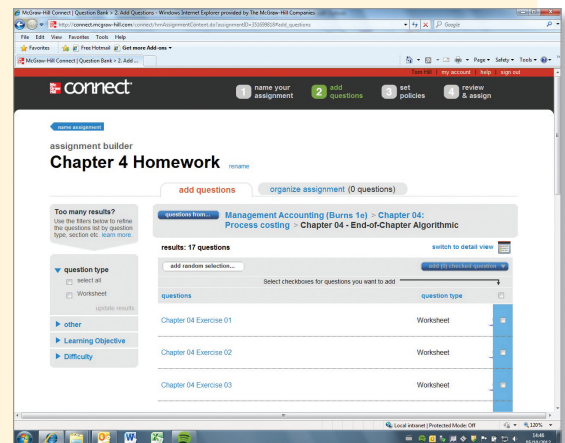 McGraw-Hill Connect | Question Bank > 2. Add Questions - Windows Internet Explorer provided by The McGraw-Hill Companies
Google
File Edit View Favorites Tools Help
Favorites Free Hotmail Get more Add-ons
McGraw-Hill Connect | Question Bank > 2. Add ...
Page Safety Tools
Tom Hill | my account | help | sign out
connect
1 name your assignment
2 add questions
3 set policies
4 review & assign
name assignment
assignment builder
Chapter 4 Homework rename
add questions
organize assignment (0 questions)
Too many results?
Use the filters below to refine
the questions list by question
type, section etc. learn more.
question type
select all
Worksheet
update results
other
Learning Objective
Difficulty
questions from...
Management Accounting (Burns 1e) > Chapter 04:
Process costing > Chapter 04 - End-of-Chapter Algorithmic
results: 17 questions
switch to detail view
add random selection...
add (0) checked question
Select checkboxes for questions you want to add
questions
question type
Chapter 04 Exercise 01 Worksheet
Chapter 04 Exercise 02 Worksheet
Chapter 04 Exercise 03 Worksheet
Local intranet | Protected Mode: Off
120%
14:46